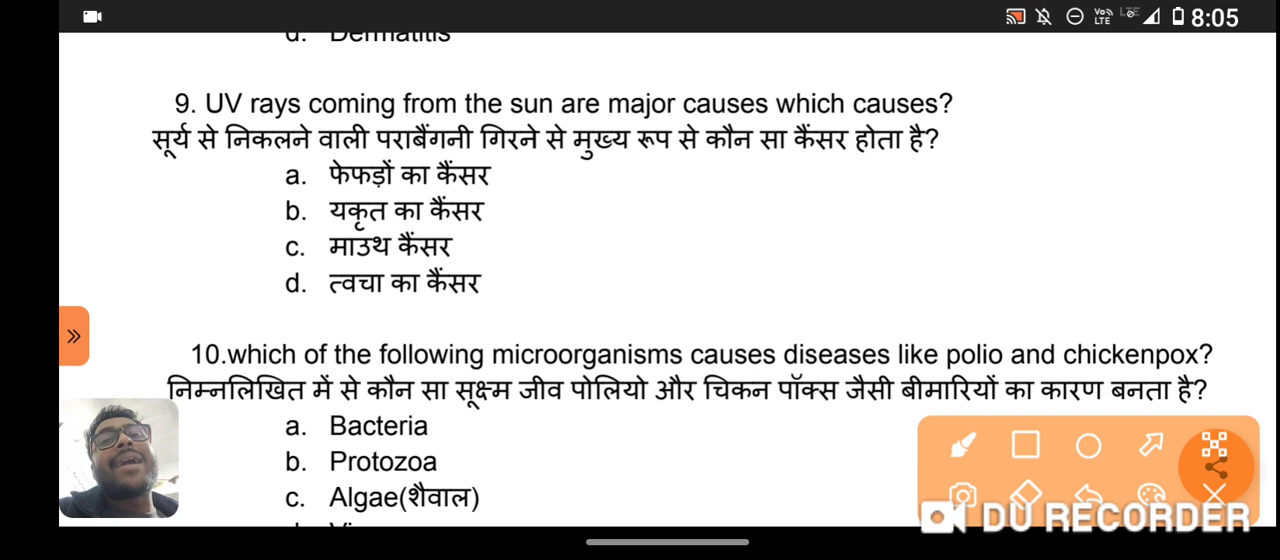 8:05
d. Dermatitis
9. UV rays coming from the sun are major causes which causes?
सूर्य से निकलने वाली पराबैंगनी गिरने से मुख्य रूप से कौन सा कैंसर होता है?
a. फेफड़ों का कैंसर
b. यकृत का कैंसर
c. माउथ कैंसर
d. त्वचा का कैंसर
10.which of the following microorganisms causes diseases like polio and chickenpox?
निम्नलिखित में से कौन सा सूक्ष्म जीव पोलियो और चिकन पॉक्स जैसी बीमारियों का कारण बनता है?
a. Bacteria
b. Protozoa
c. Algae(शैवाल)
DU RECORDER